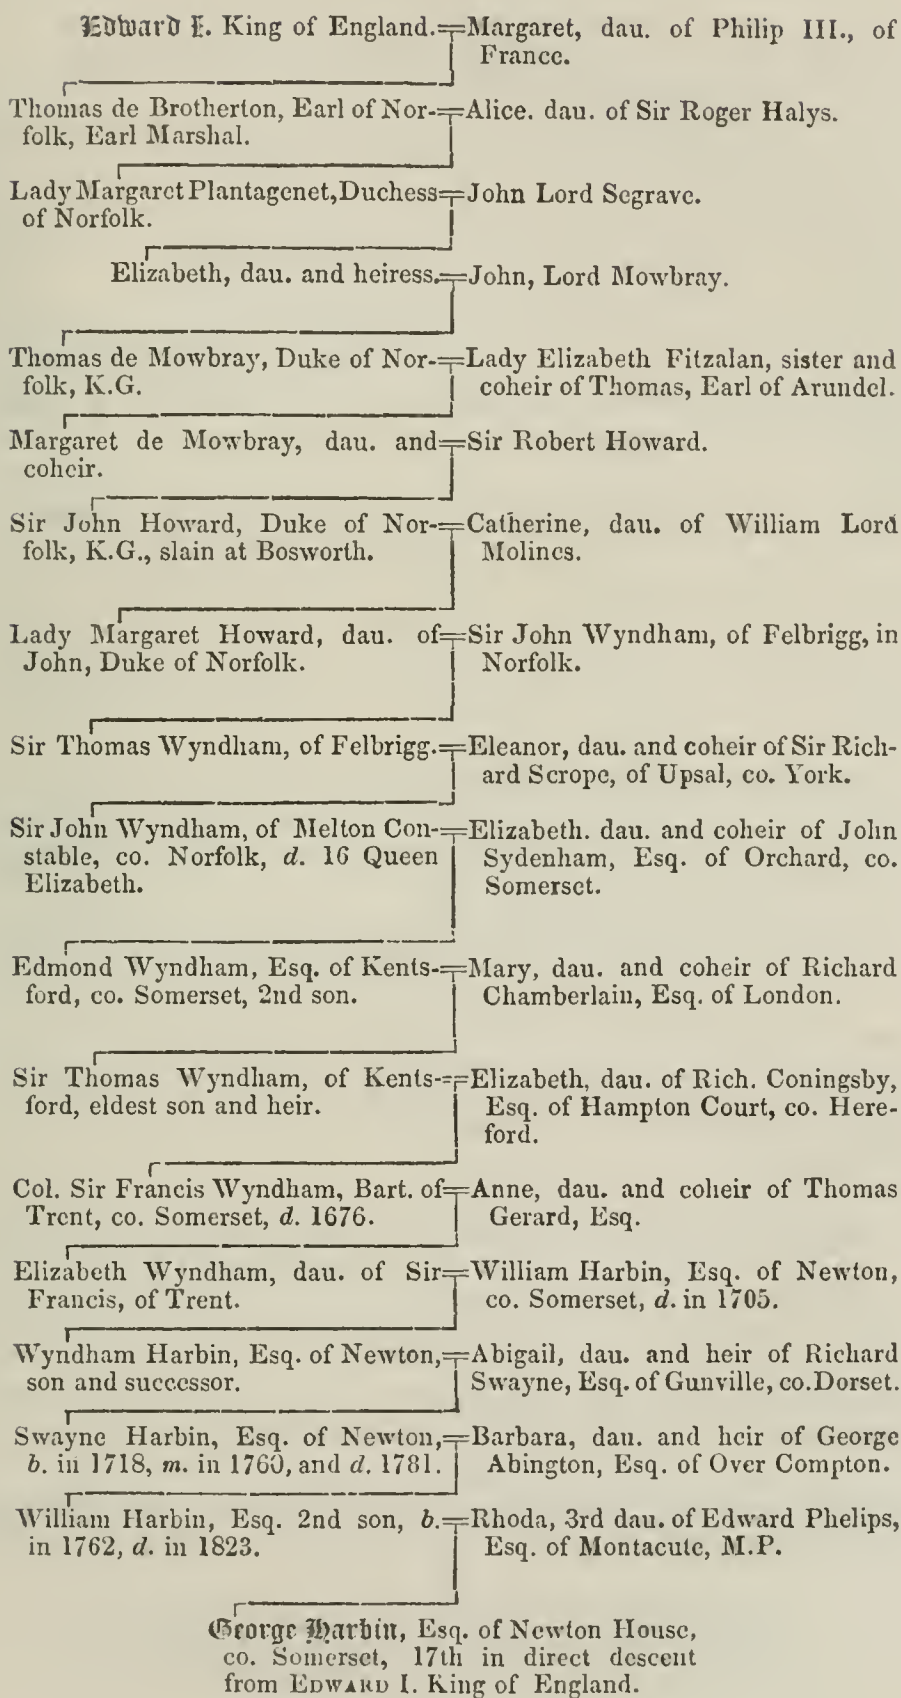 Edward I. King of England.=Margaret, dau. of Philip III., of
France.
Thomas de Brotherton, Earl of Nor-=Alice. dau. of Sir Roger Halys.
folk, Earl Marshal.
Lady Margaret Plantagenet, Duchess=John Lord Segrave.
of Norfolk.
Elizabeth, dau. and heiress.=John, Lord Mowbray.
Thomas de Mowbray, Duke of Nor-=Lady Elizabeth Fitzalan, sister and
folk, K.G. coheir of Thomas, Earl of Arundel.
Margaret de Mowbray, dau. and=Sir Robert Howard.
coheir.
Sir John Howard, Duke of Nor-=Catherine, dau. of William Lord
folk, K.G., slain at Bosworth. Molines.
Lady Margaret Howard, dau. of=Sir John Wyndham, of Felbrigg, in
John, Duke of Norfolk. Norfolk.
Sir Thomas Wyndham, of Felbrigg.=Eleanor, dau. and coheir of Sir Rich-
ard Scrope, of Upsal, co. York.
Sir John Wyndham, of Melton Con-=Elizabeth. dau. and coheir of John
stable, co. Norfolk, d. 16 Queen Sydenham, Esq. of Orchard, co.
Elizabeth. Somerset.
Edmond Wyndham, Esq. of Kents-=Mary, dau. and coheir of Richard
ford, co. Somerset, 2nd son. Chamberlain, Esq. of London.
Sir Thomas Wyndham, of Kents-=Elizabeth, dau. of Rich. Coningsby,
ford, eldest son and heir. Esq. of Hampton Court, co. Here-
ford.
Col. Sir Francis Wyndham, Bart. of=Anne, dau. and coheir of Thomas
Trent, co. Somerset, d. 1676. Gerard, Esq.
Elizabeth Wyndham, dau. of Sir=William Harbin, Esq. of Newton,
Francis, of Trent. co. Somerset, d. in 1705.
Wyndham Harbin, Esq. of Newton,=Abigail, dau. and heir of Richard
son and successor. Swayne, Esq. of Gunville, co.Dorset.
Swayne Harbin, Esq. of Newton,=Barbara, dau. and heir of George
b. in 1718, m. in 1760, and d. 1781. Abington, Esq. of Over Compton.
William Harbin, Esq. 2nd son, b.=Rhoda, 3rd dau. of Edward Phelips,
in 1762, d. in 1823. Esq. of Montacute, M.P.
George Harbin, Esq. of Newton House,
co. Somerset, 17th in direct descent
from EDWARD I. King of England.